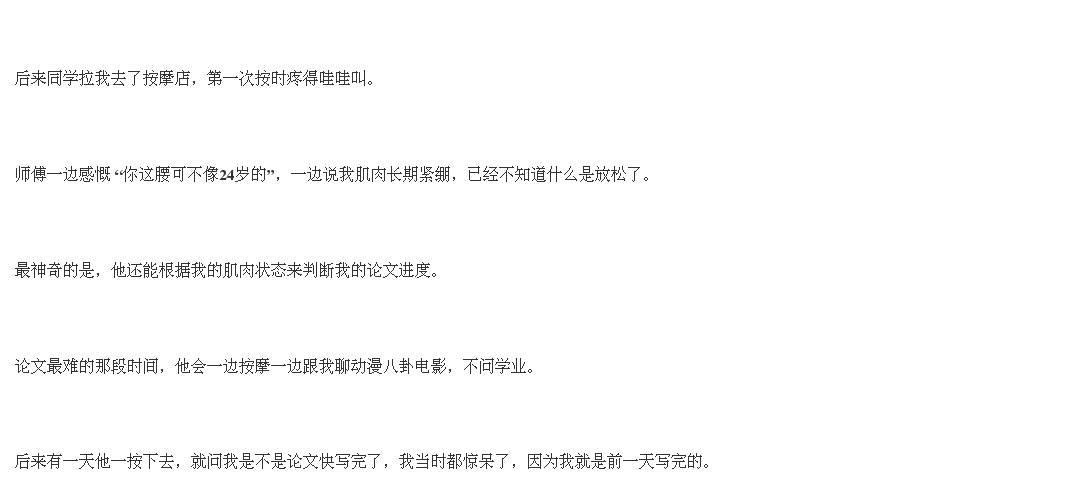 后来同学拉我去了按摩店，第一次按时疼得哇哇叫。
师傅一边感慨 “你这腰可不像24岁的”，一边说我肌肉长期紧绷，已经不知道什么是放松了。
最神奇的是，他还能根据我的肌肉状态来判断我的论文进度。
论文最难的那段时间，他会一边按摩一边跟我聊动漫八卦电影，不问学业。
后来有一天他一按下去，就问我是不是论文快写完了，我当时都惊呆了，因为我就是前一天写完的。